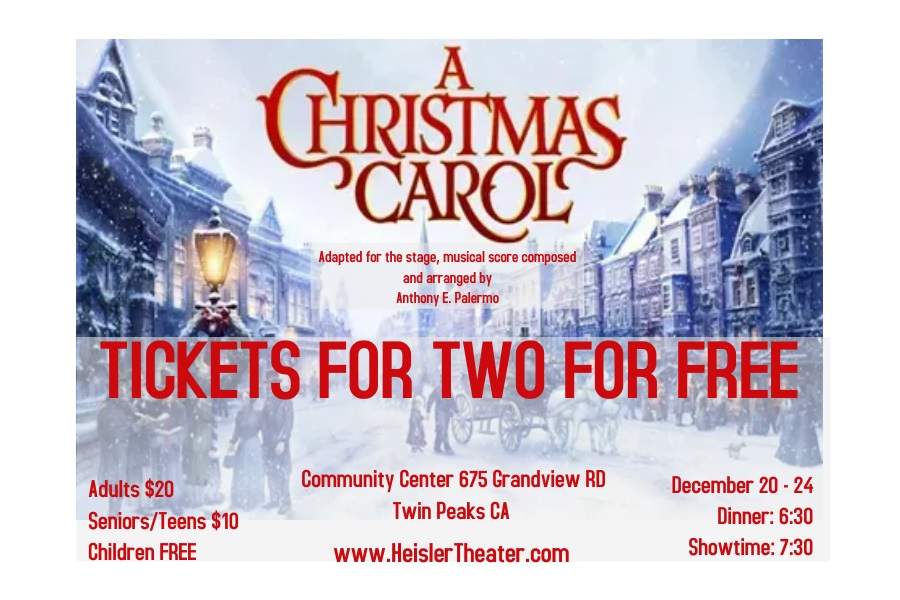 A
CHRISTMAS
CAROL
Adapted for the stage, musical score composed
and arranged by
Anthony E. Palermo
TICKETS FOR TWO FOR FREE
Adults $20
Seniors/Teens $10
Children FREE
Community Center 675 Grandview RD
Twin Peaks CA
www.HeislerTheater.com
December 20 - 24
Dinner: 6:30
Showtime: 7:30